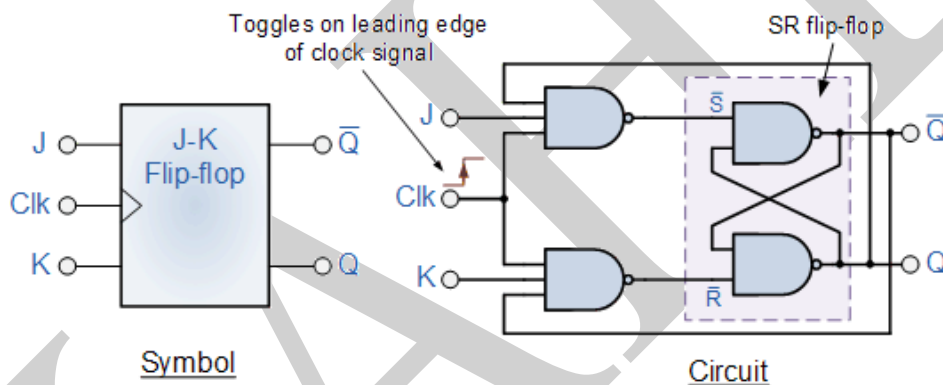 Toggles on leading edge
of clock signal
SR flip-flop
J
J-K
Flip-flop
Q̅
Clk
K
Q
Symbol
J
S̅
Q̅
Clk
K
R̅
Q
Circuit